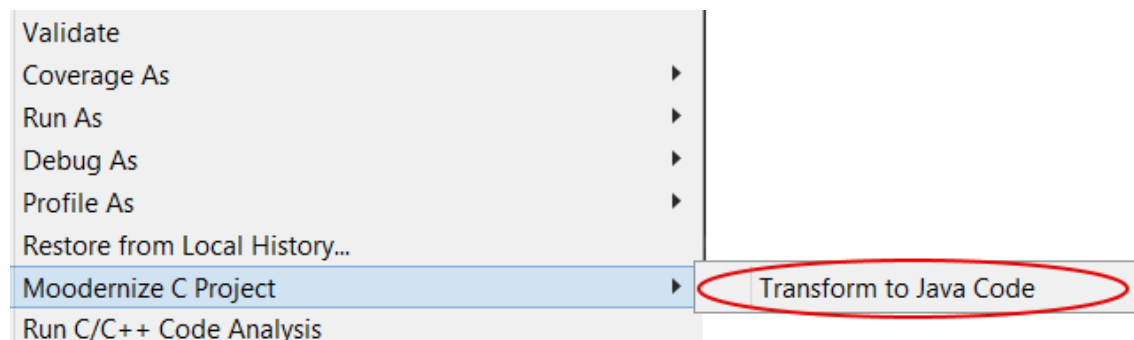 Validate
Coverage As
Run As
Debug As
Profile As
Restore from Local History...
Moodernize C Project
Transform to Java Code
Run C/C++ Code Analysis